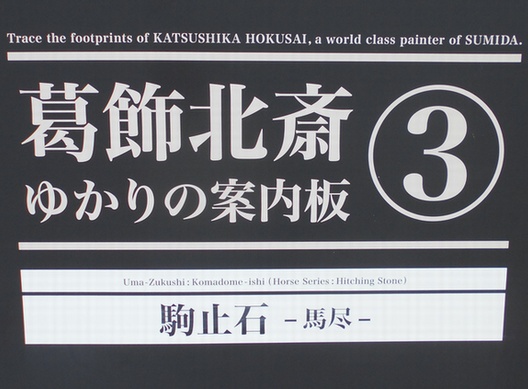 Trace the footprints of KATSUSHIKA HOKUSAI, a world class painter of SUMIDA.
葛飾北斎
ゆかりの案内板
③
Uma-Zukushi : Komadome-ishi (Horse Series : Hitching Stone)
駒止石 －馬尽－